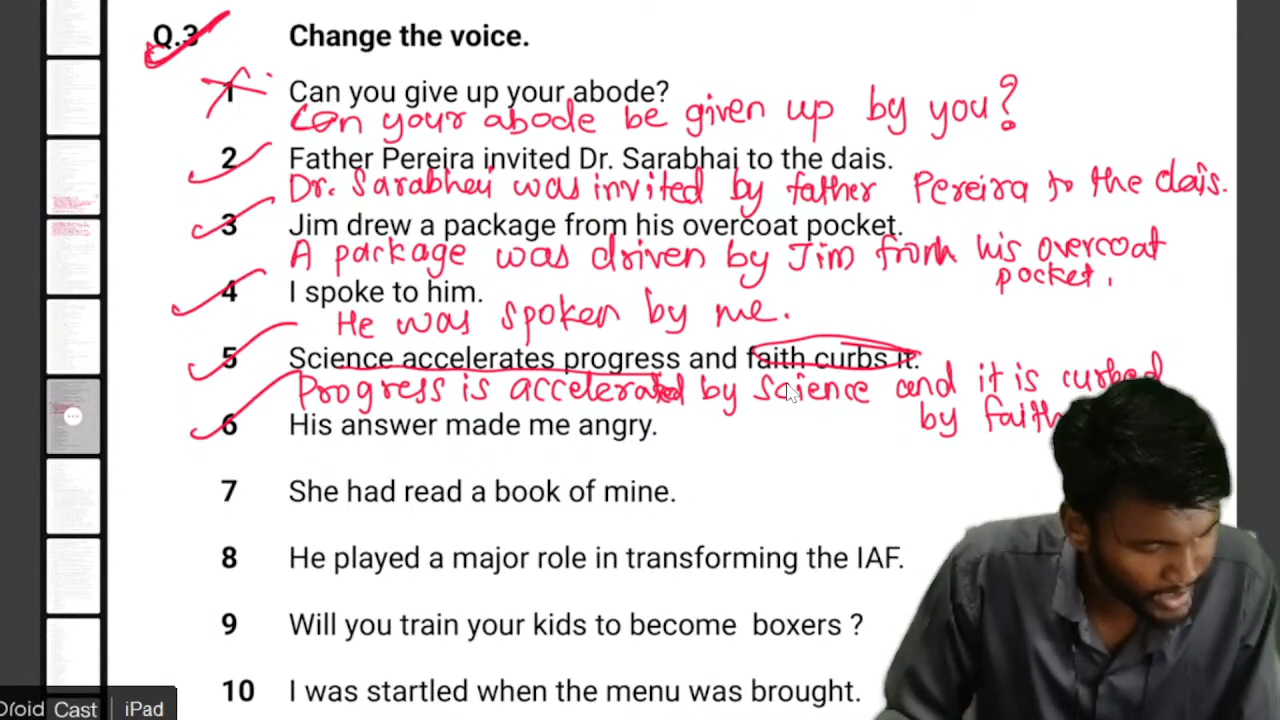 Q.3 Change the voice.
1 Can you give up your abode?
Can your abode be given up by you?
2 Father Pereira invited Dr. Sarabhai to the dais.
Dr. Sarabhai was invited by father Pereira to the dais.
3 Jim drew a package from his overcoat pocket.
A package was driven by Jim from his overcoat
pocket.
4 I spoke to him.
He was spoken by me.
5 Science accelerates progress and faith curbs it.
Progress is accelerated by Science and it is curbed
by faith
6 His answer made me angry.
7 She had read a book of mine.
8 He played a major role in transforming the IAF.
9 Will you train your kids to become boxers ?
10 I was startled when the menu was brought.
Droid Cast iPad